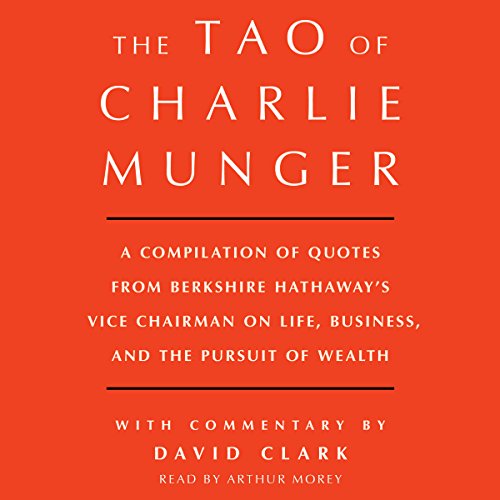 THE TAO OF
CHARLIE
MUNGER
A COMPILATION OF QUOTES
FROM BERKSHIRE HATHAWAY'S
VICE CHAIRMAN ON LIFE, BUSINESS,
AND THE PURSUIT OF WEALTH
WITH COMMENTARY BY
DAVID CLARK
READ BY ARTHUR MOREY